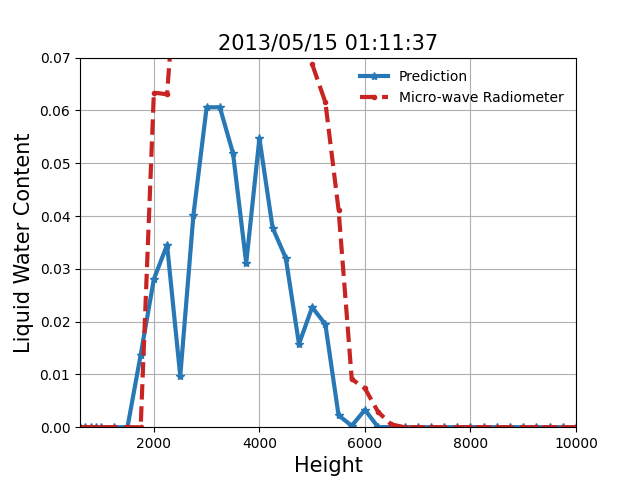 2013/05/15 01:11:37
Prediction
Micro-wave Radiometer
Liquid Water Content
0.07
0.06
0.05
0.04
0.03
0.02
0.01
0.00
2000 4000 6000 8000 10000
Height